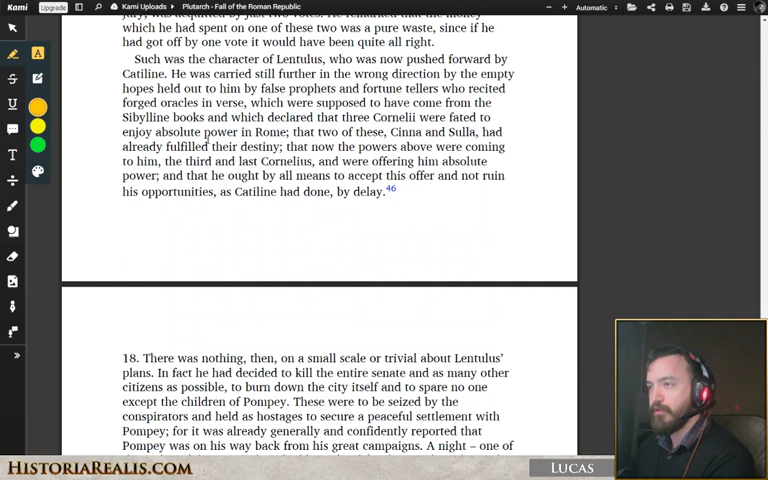 Kami
Upgrade
Kami Uploads
Plutarch - Fall of the Roman Republic
Automatic
jury, was acquitted by just two votes. He remarked that the money
which he had spent on one of these two was a pure waste, since if he
had got off by one vote it would have been quite all right.
Such was the character of Lentulus, who was now pushed forward by
Catiline. He was carried still further in the wrong direction by the empty
hopes held out to him by false prophets and fortune tellers who recited
forged oracles in verse, which were supposed to have come from the
Sibylline books and which declared that three Cornelii were fated to
enjoy absolute power in Rome; that two of these, Cinna and Sulla, had
already fulfilled their destiny; that now the powers above were coming
to him, the third and last Cornelius, and were offering him absolute
power; and that he ought by all means to accept this offer and not ruin
his opportunities, as Catiline had done, by delay.46
18. There was nothing, then, on a small scale or trivial about Lentulus’
plans. In fact he had decided to kill the entire senate and as many other
citizens as possible, to burn down the city itself and to spare no one
except the children of Pompey. These were to be seized by the
conspirators and held as hostages to secure a peaceful settlement with
Pompey; for it was already generally and confidently reported that
Pompey was on his way back from his great campaigns. A night – one of
HISTORIAREALIS.COM
LUCAS